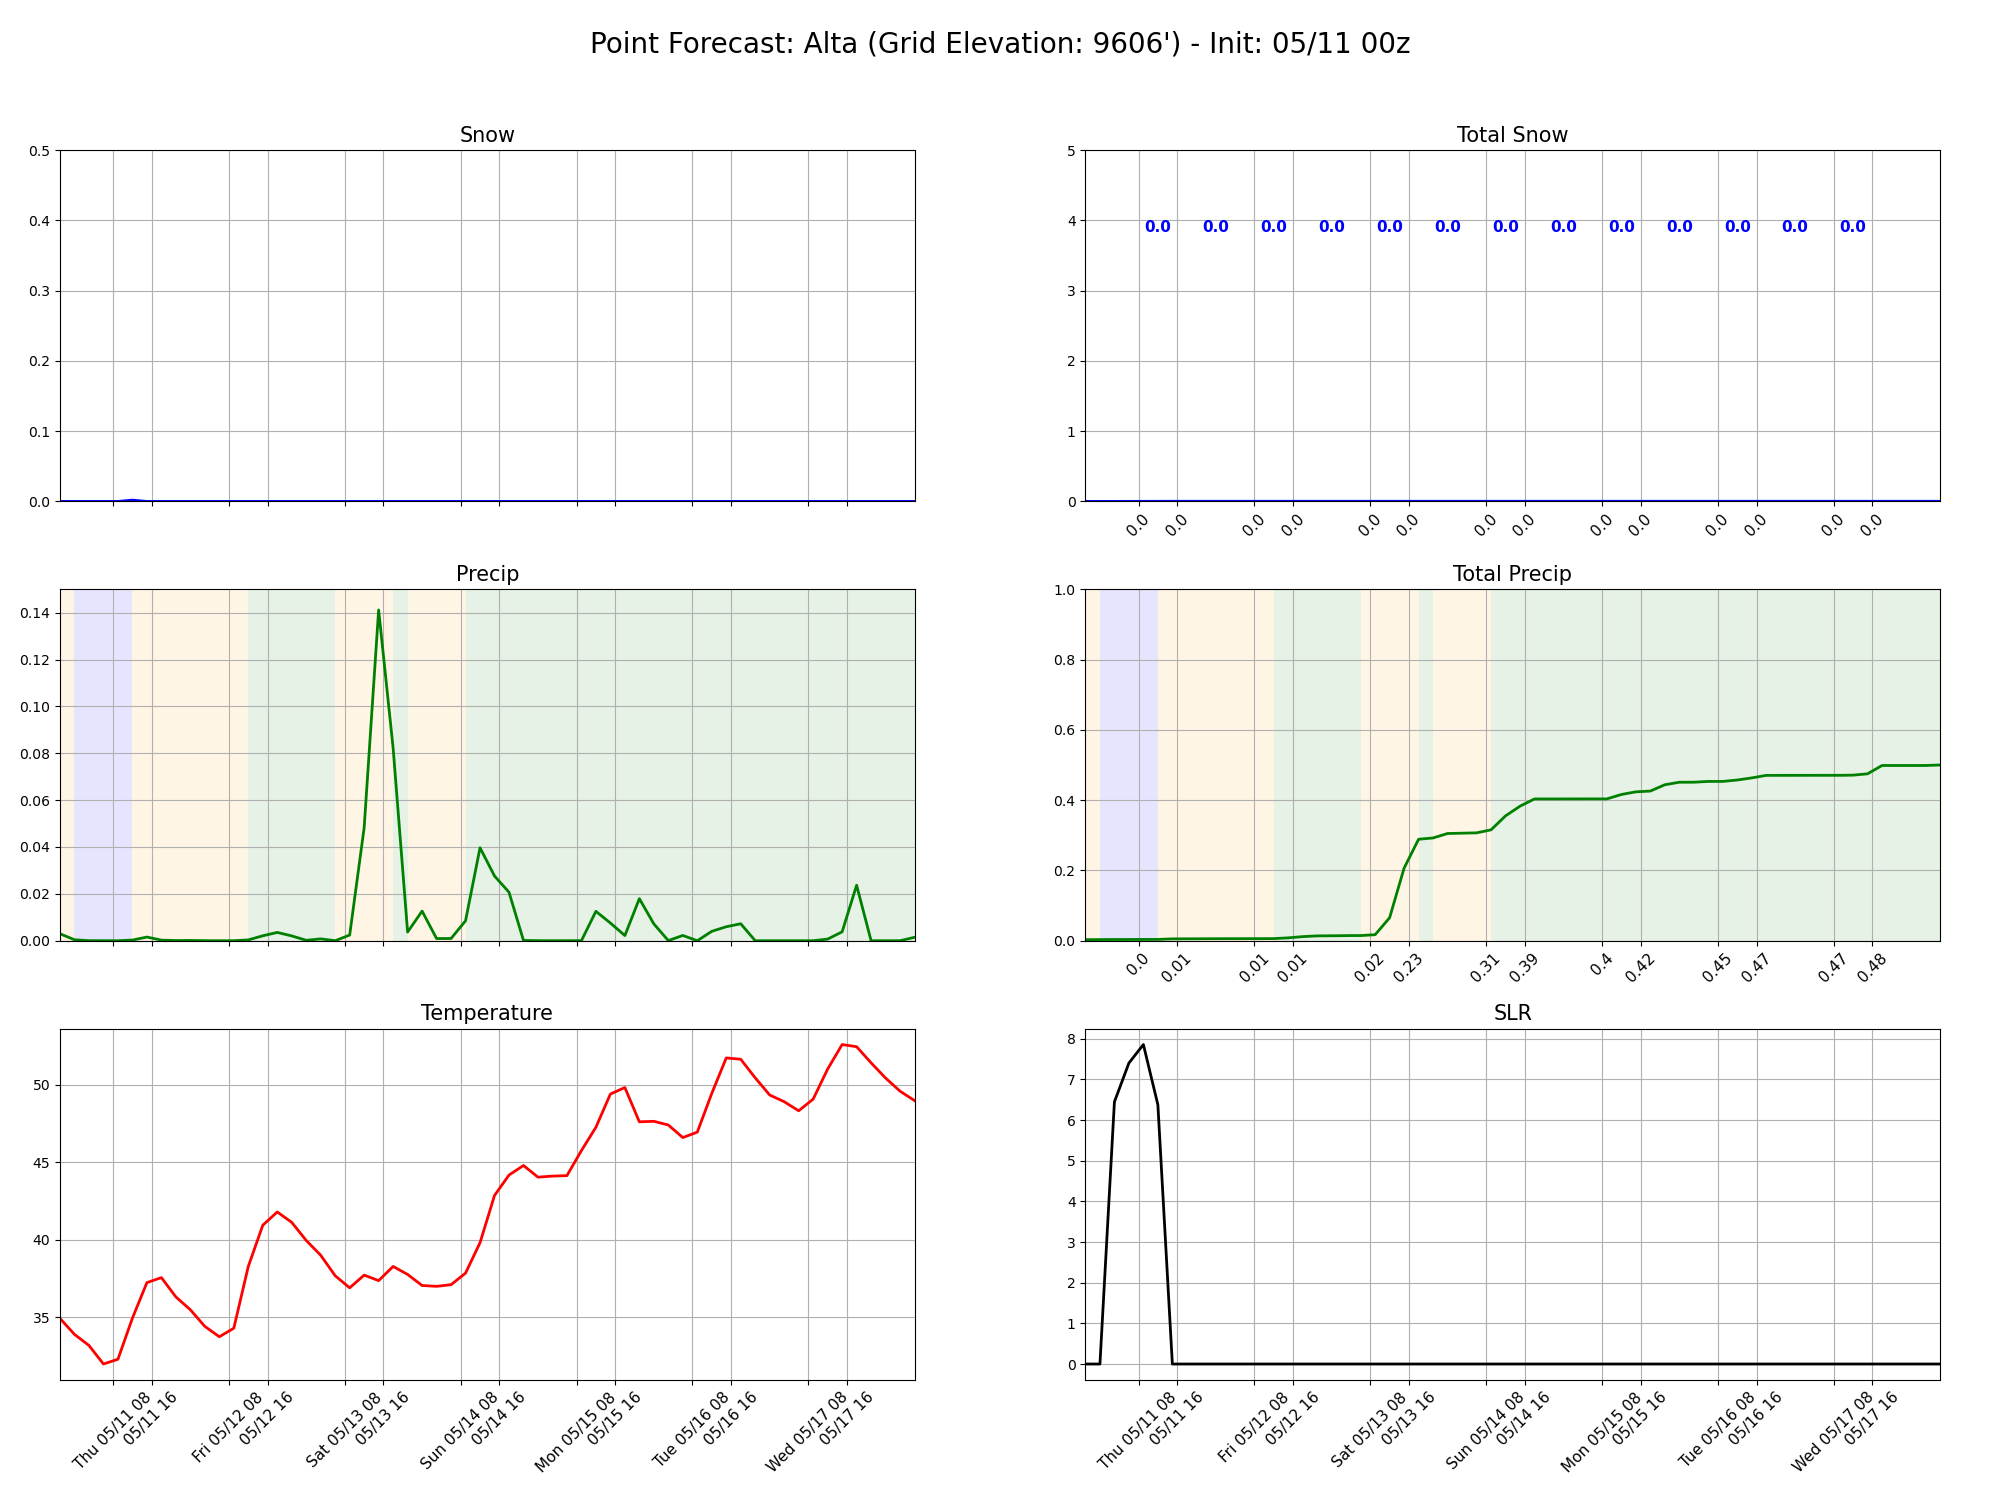 Point Forecast: Alta (Grid Elevation: 9606') - Init: 05/11 00z
Snow
0.5
0.4
0.3
0.2
0.1
0.0
Total Snow
5
4
3
2
1
0
0.0 0.0 0.0 0.0 0.0 0.0 0.0 0.0 0.0 0.0 0.0 0.0 0.0
0.0 0.0 0.0 0.0 0.0 0.0 0.0 0.0 0.0 0.0 0.0 0.0 0.0 0.0
Precip
0.14
0.12
0.10
0.08
0.06
0.04
0.02
0.00
Total Precip
1.0
0.8
0.6
0.4
0.2
0.0
0.0 0.01 0.01 0.01 0.02 0.23 0.31 0.39 0.4 0.42 0.45 0.47 0.47 0.48
Temperature
50
45
40
35
Thu 05/11 08
05/11 16
Fri 05/12 08
05/12 16
Sat 05/13 08
05/13 16
Sun 05/14 08
05/14 16
Mon 05/15 08
05/15 16
Tue 05/16 08
05/16 16
Wed 05/17 08
05/17 16
SLR
8
7
6
5
4
3
2
1
0
Thu 05/11 08
05/11 16
Fri 05/12 08
05/12 16
Sat 05/13 08
05/13 16
Sun 05/14 08
05/14 16
Mon 05/15 08
05/15 16
Tue 05/16 08
05/16 16
Wed 05/17 08
05/17 16